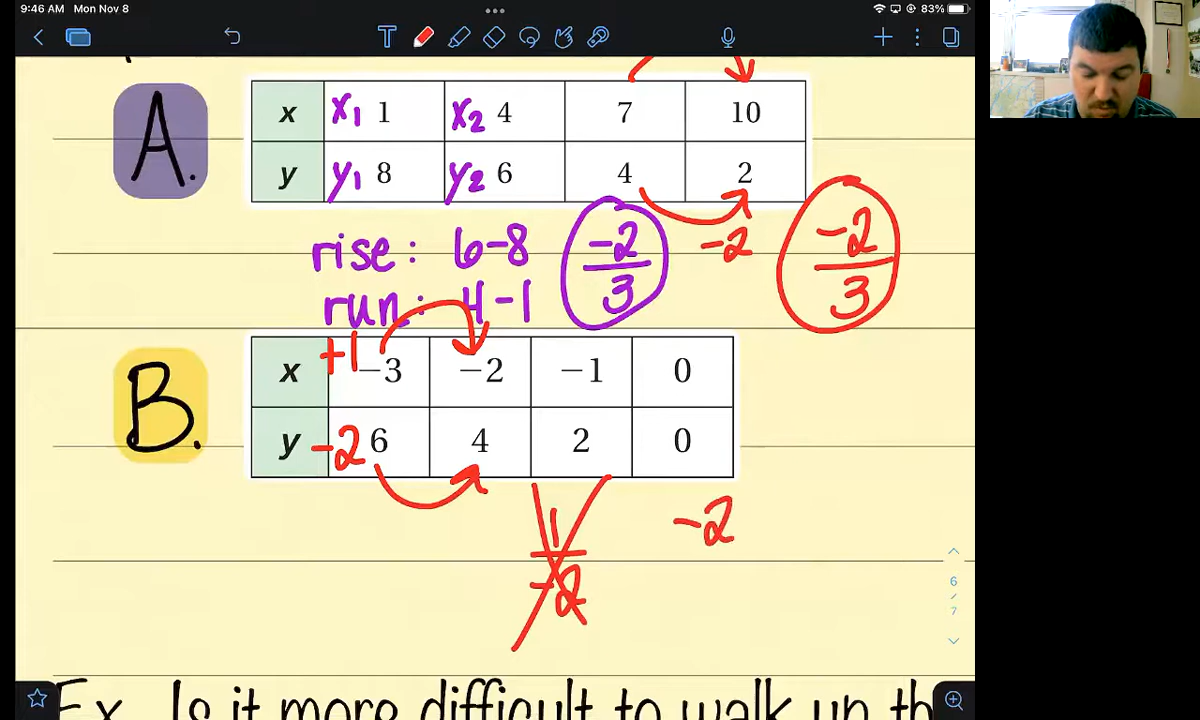 9:46 AM Mon Nov 8
83%
T
A.
x x1 1 x2 4 7 10
y y1 8 y2 6 4 2
rise: 6-8 -2/3 -2 -2/3
run: 4-1
+1
B.
x -3 -2 -1 0
y -2 6 4 2 0
1/-2 -2
6
/
7
Ex. Is it more difficult to walk up th